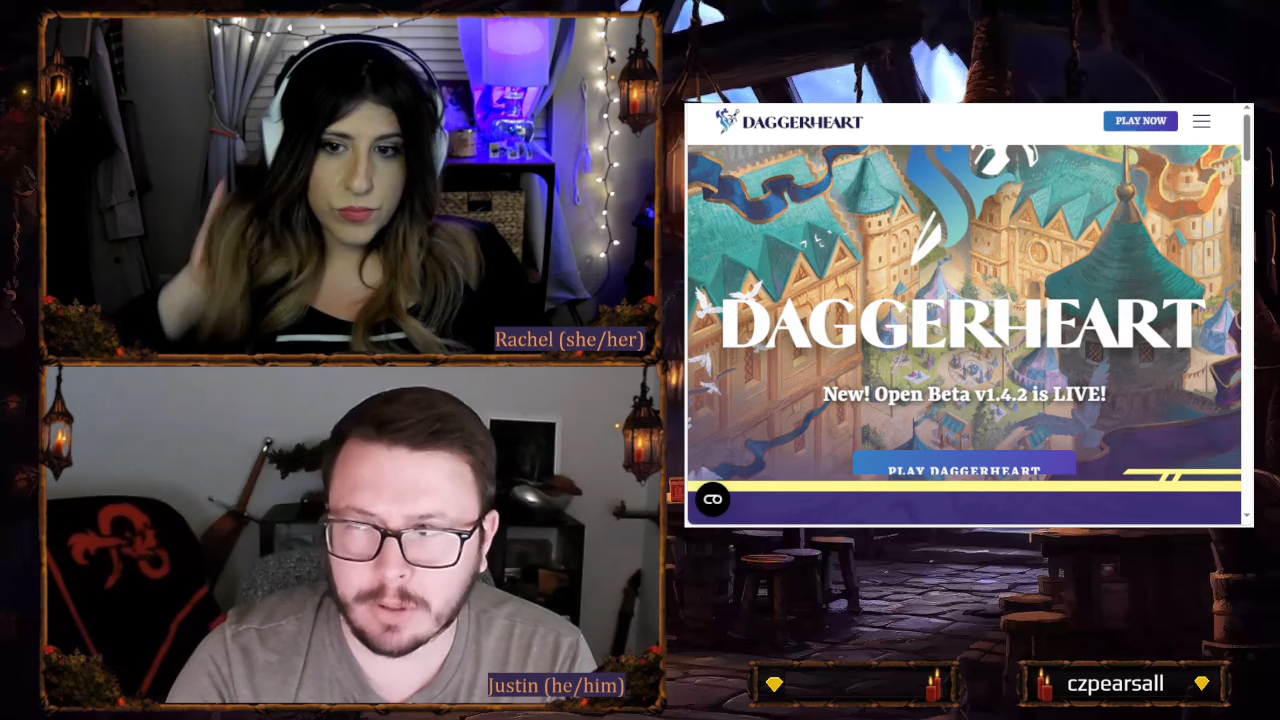 Rachel (she/her)
Justin (he/him)
DAGGERHEART
PLAY NOW
DAGGERHEART
New! Open Beta v1.4.2 is LIVE!
PLAY DAGGERHEART
czpearsall